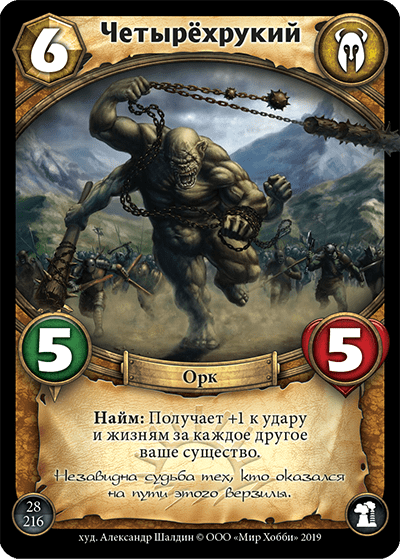 6
Четырёхрукий
5
5
Орк
Найм: Получает +1 к удару
и жизням за каждое другое
ваше существо.
Незавидна судьба тех, кто оказался
на пути этого верзилы.
28
216
худ. Александр Шалдин © ООО «Мир Хобби» 2019